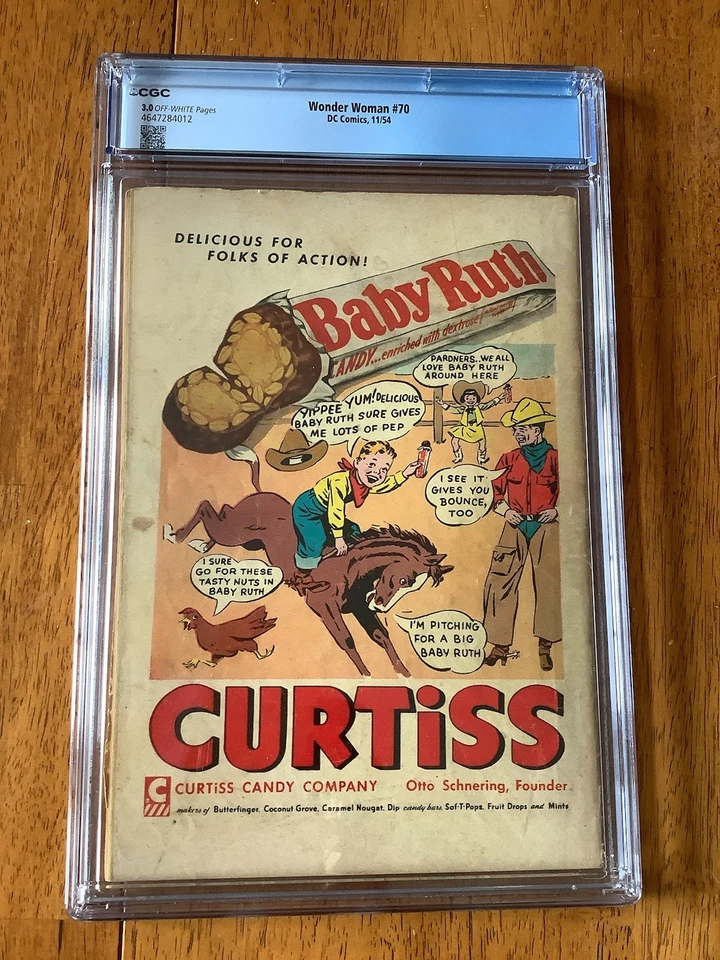 CGC
3.0 OFF-WHITE Pages
4647284012
Wonder Woman #70
DC Comics, 11/54
DELICIOUS FOR
FOLKS OF ACTION!
Baby Ruth
CANDY...enriched with dextrose!
PARDNERS..WE ALL
LOVE BABY RUTH
AROUND HERE
YIPPEE YUM! DELICIOUS
BABY RUTH SURE GIVES
ME LOTS OF PEP
I SEE IT
GIVES YOU
BOUNCE,
TOO
I SURE
GO FOR THESE
TASTY NUTS IN
BABY RUTH
I'M PITCHING
FOR A BIG
BABY RUTH
CURTiSS
C
CURTiSS CANDY COMPANY Otto Schnering, Founder
makers of Butterfinger, Coconut Grove, Caramel Nougat, Dip candy bars, Saf-T-Pops, Fruit Drops and Mints